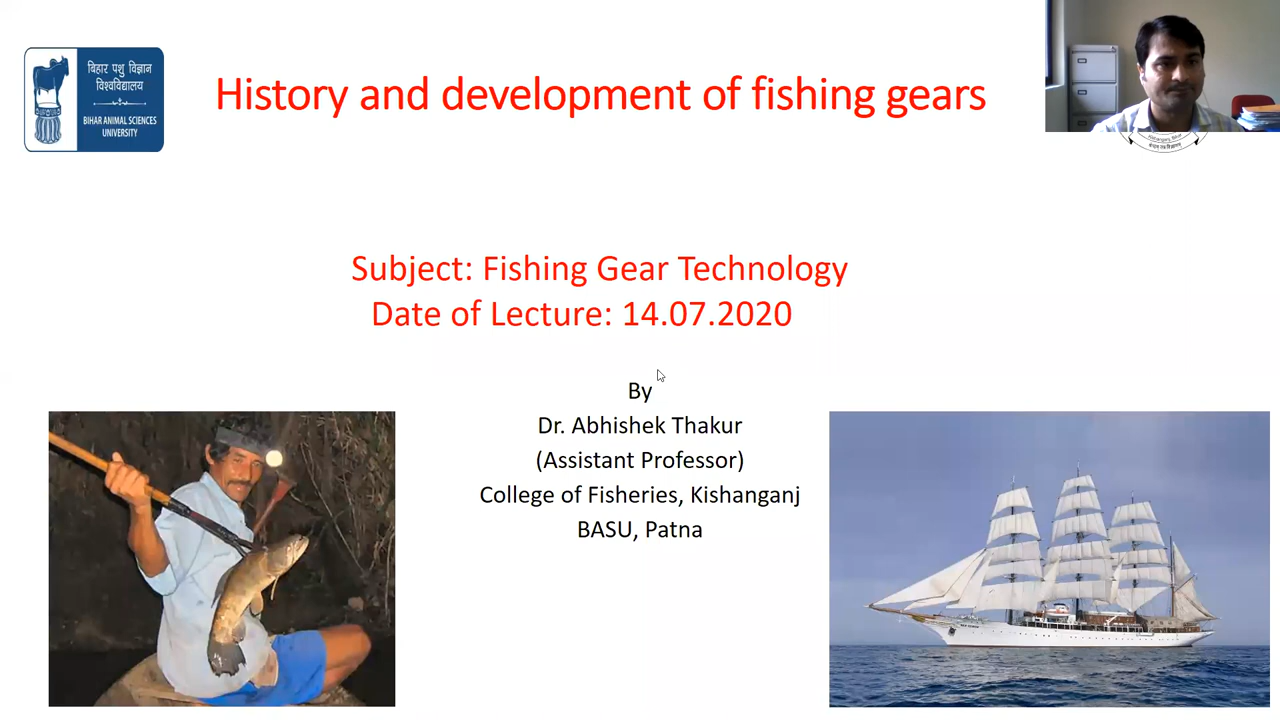 बिहार पशु विज्ञान
विश्वविद्यालय
BIHAR ANIMAL SCIENCES
UNIVERSITY
History and development of fishing gears
Subject: Fishing Gear Technology
Date of Lecture: 14.07.2020
By
Dr. Abhishek Thakur
(Assistant Professor)
College of Fisheries, Kishanganj
BASU, Patna